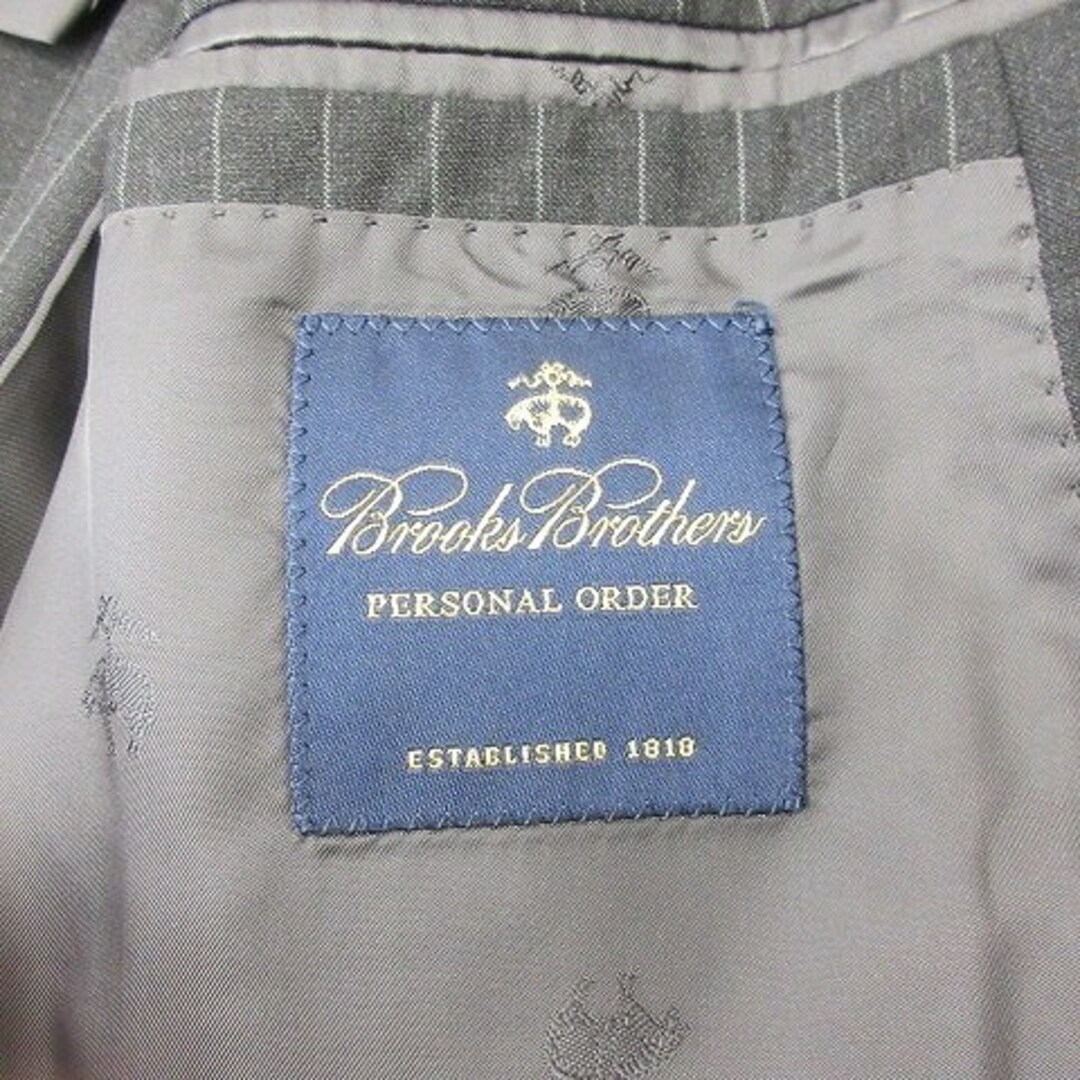 Brooks Brothers
PERSONAL ORDER
ESTABLISHED 1818